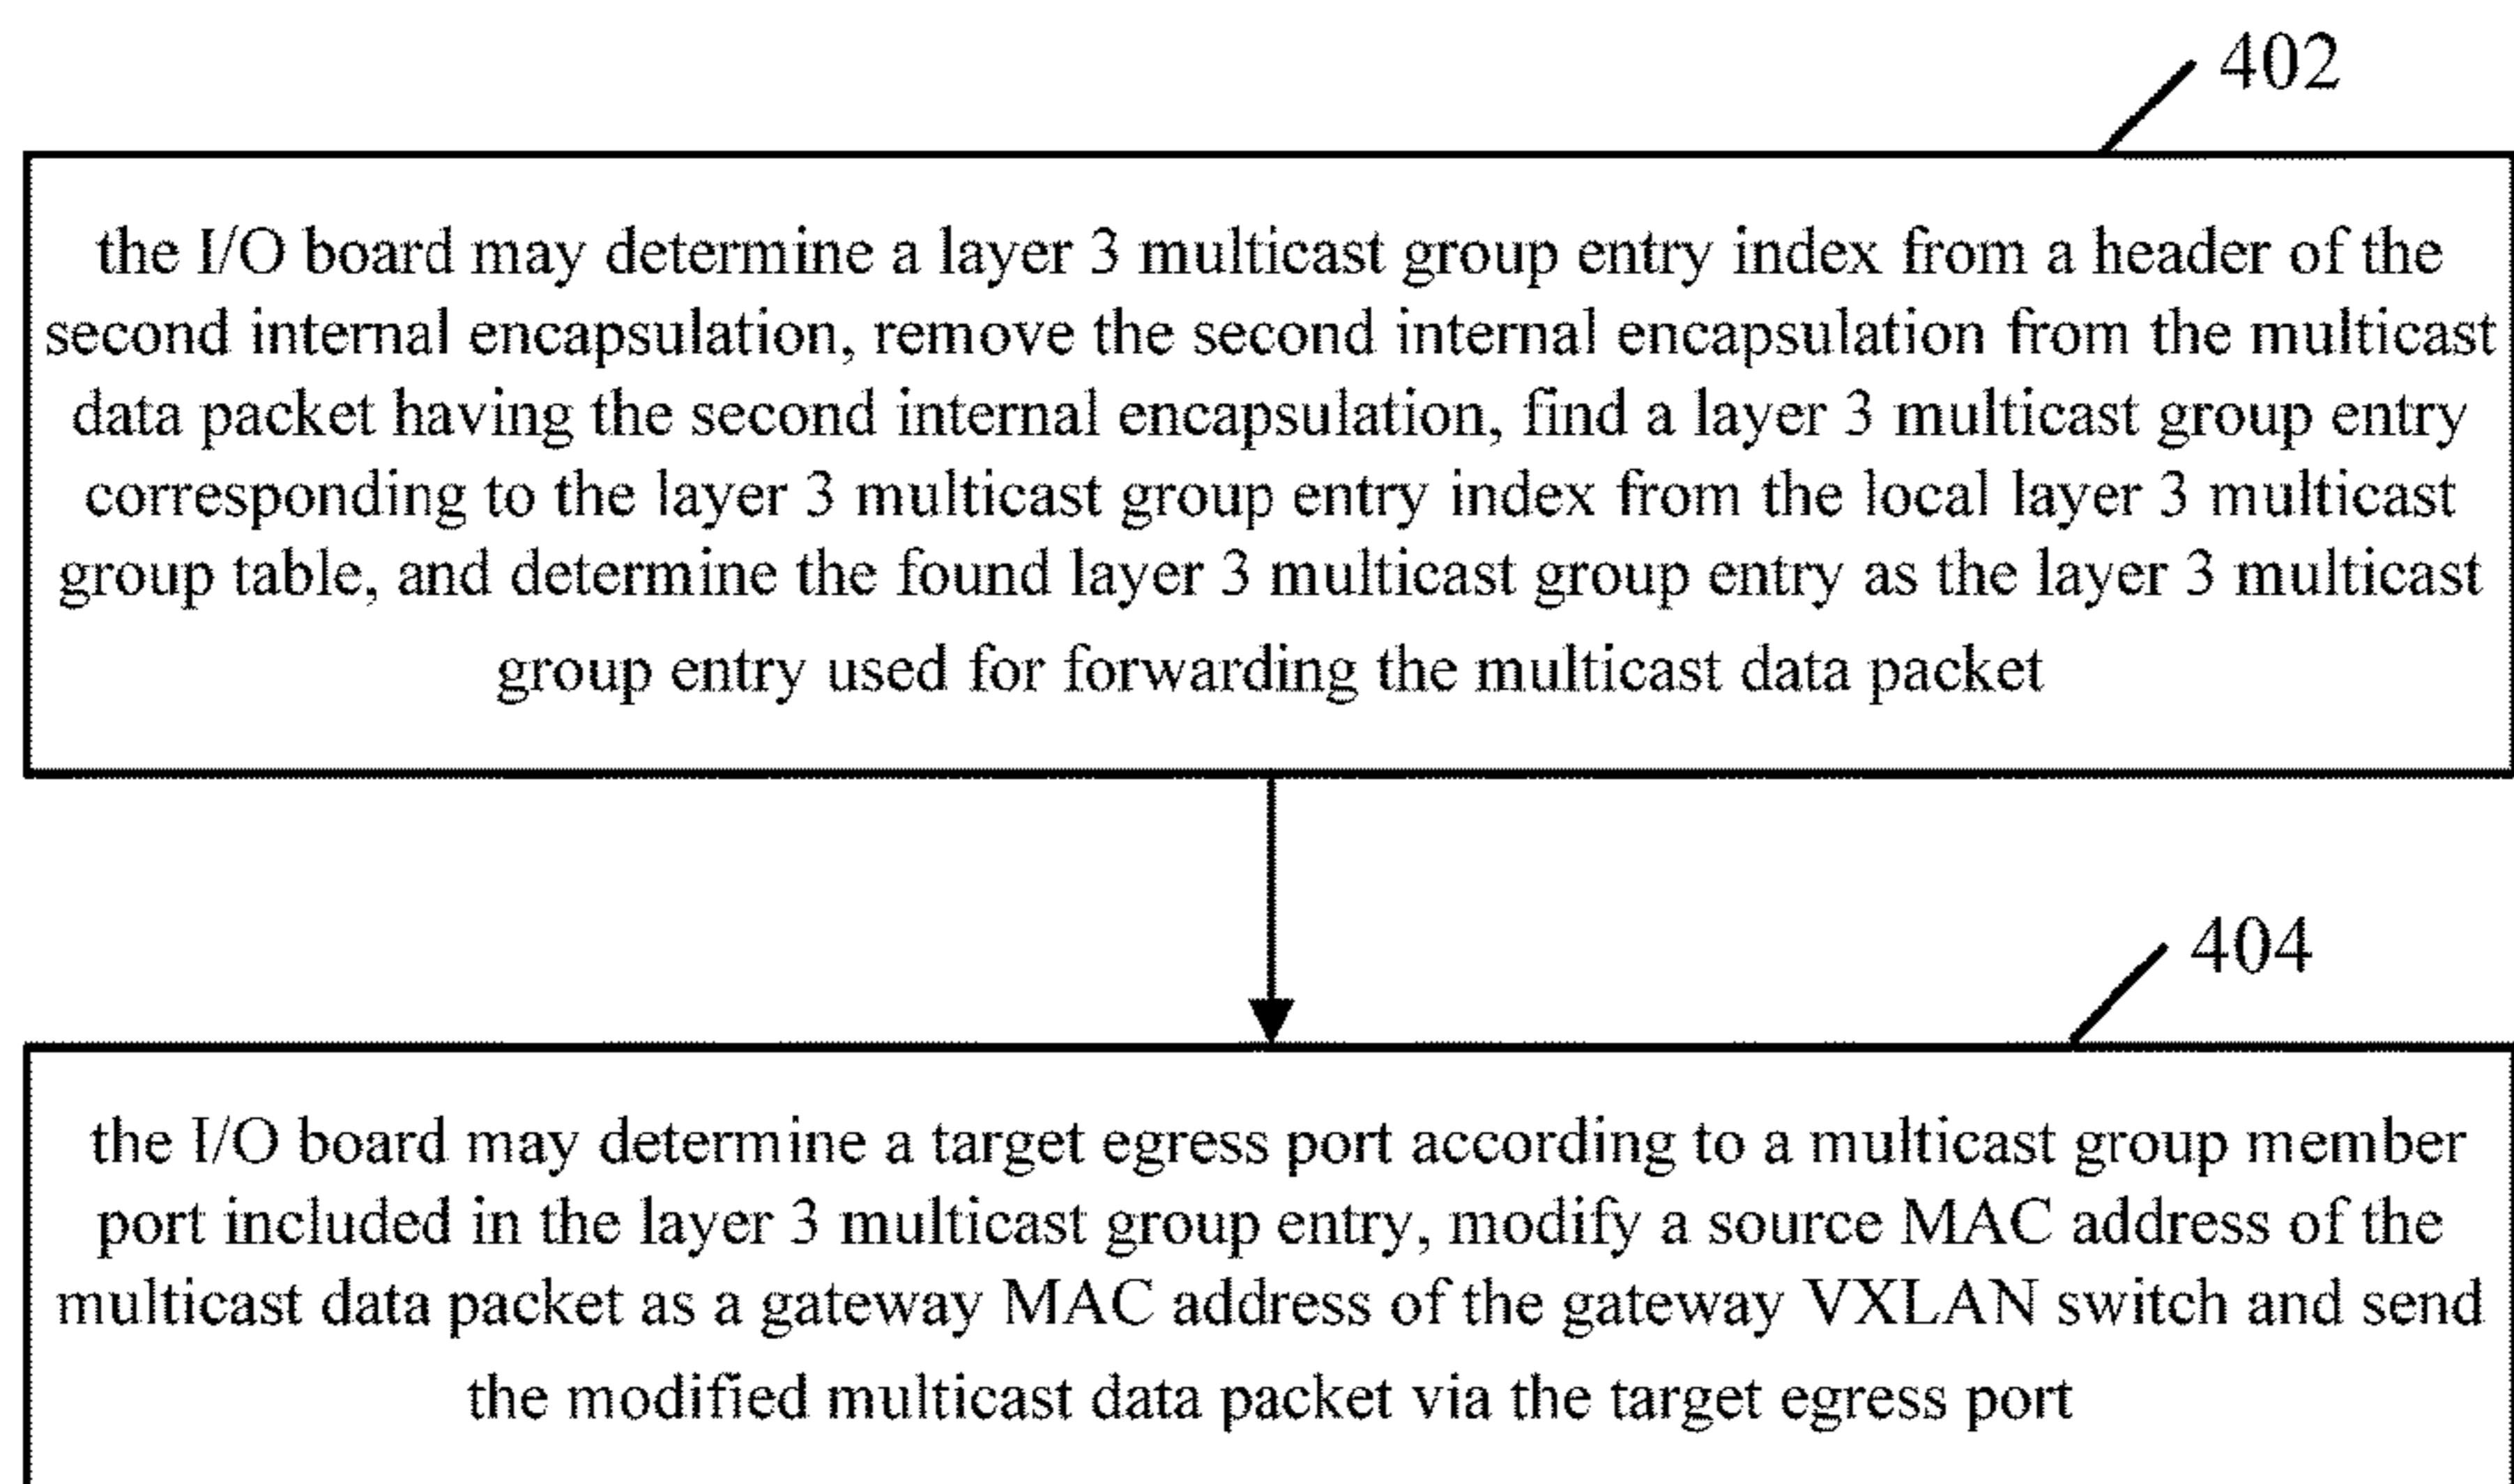 402
the I/O board may determine a layer 3 multicast group entry index from a header of the
second internal encapsulation, remove the second internal encapsulation from the multicast
data packet having the second internal encapsulation, find a layer 3 multicast group entry
corresponding to the layer 3 multicast group entry index from the local layer 3 multicast
group table, and determine the found layer 3 multicast group entry as the layer 3 multicast
group entry used for forwarding the multicast data packet
404
the I/O board may determine a target egress port according to a multicast group member
port included in the layer 3 multicast group entry, modify a source MAC address of the
multicast data packet as a gateway MAC address of the gateway VXLAN switch and send
the modified multicast data packet via the target egress port